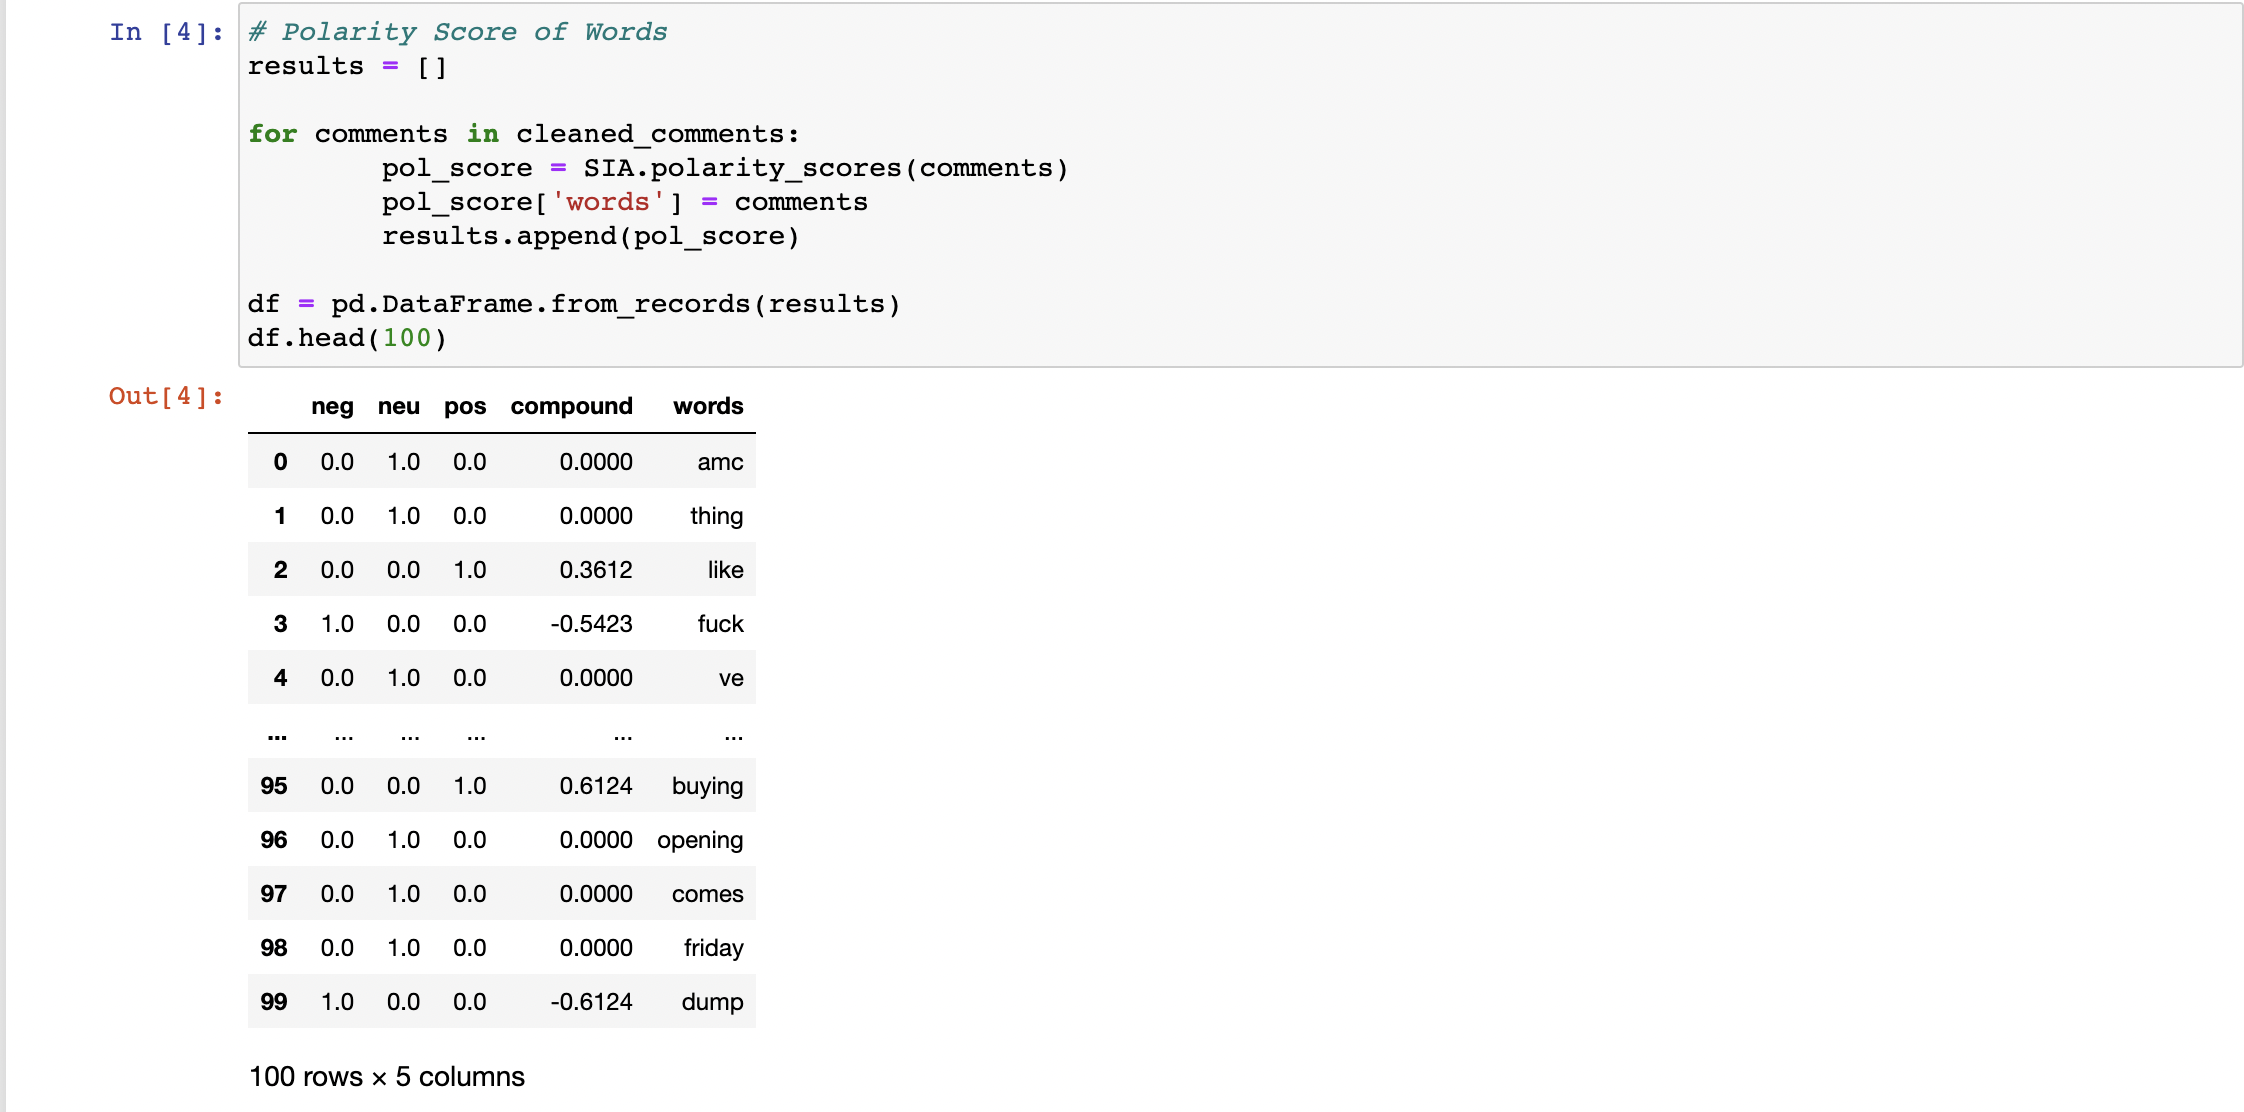 In [4]: # Polarity Score of Words
results = []
for comments in cleaned_comments:
pol_score = SIA.polarity_scores(comments)
pol_score['words'] = comments
results.append(pol_score)
df = pd.DataFrame.from_records(results)
df.head(100)
Out[4]:
neg neu pos compound words
0 0.0 1.0 0.0 0.0000 amc
1 0.0 1.0 0.0 0.0000 thing
2 0.0 0.0 1.0 0.3612 like
3 1.0 0.0 0.0 -0.5423 fuck
4 0.0 1.0 0.0 0.0000 ve
... ... ... ... ... ...
95 0.0 0.0 1.0 0.6124 buying
96 0.0 1.0 0.0 0.0000 opening
97 0.0 1.0 0.0 0.0000 comes
98 0.0 1.0 0.0 0.0000 friday
99 1.0 0.0 0.0 -0.6124 dump
100 rows × 5 columns